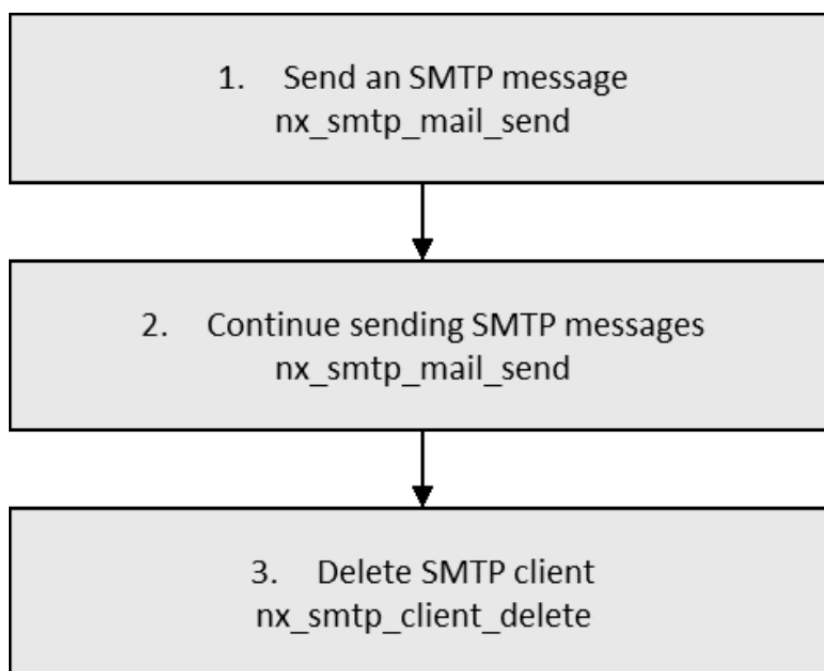 1. Send an SMTP message
nx_smtp_mail_send
2. Continue sending SMTP messages
nx_smtp_mail_send
3. Delete SMTP client
nx_smtp_client_delete